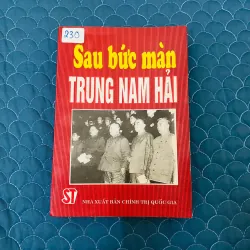 230
Sau bức màn
TRUNG NAM HẢI
ST
NHÀ XUẤT BẢN CHÍNH TRỊ QUỐC GIA